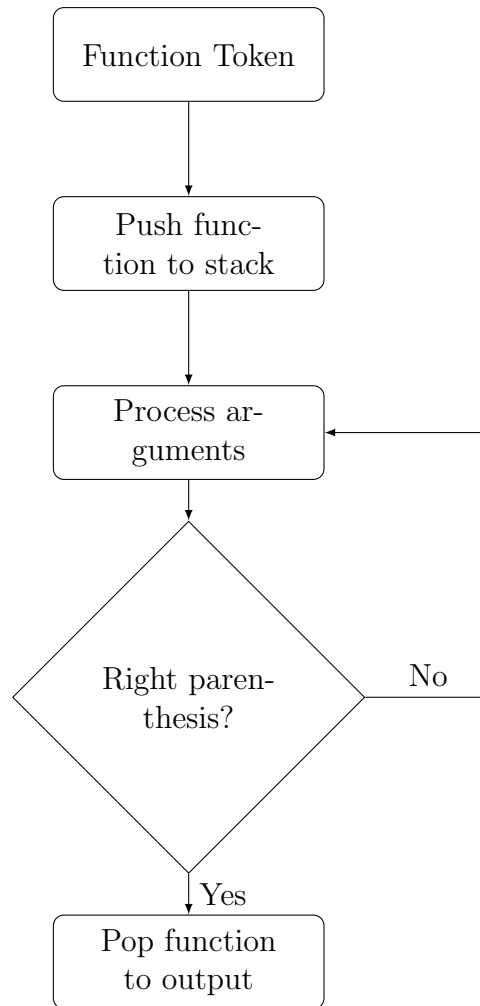 Function Token
Push func-
tion to stack
Process ar-
guments
Right paren-
thesis?
No
Yes
Pop function
to output